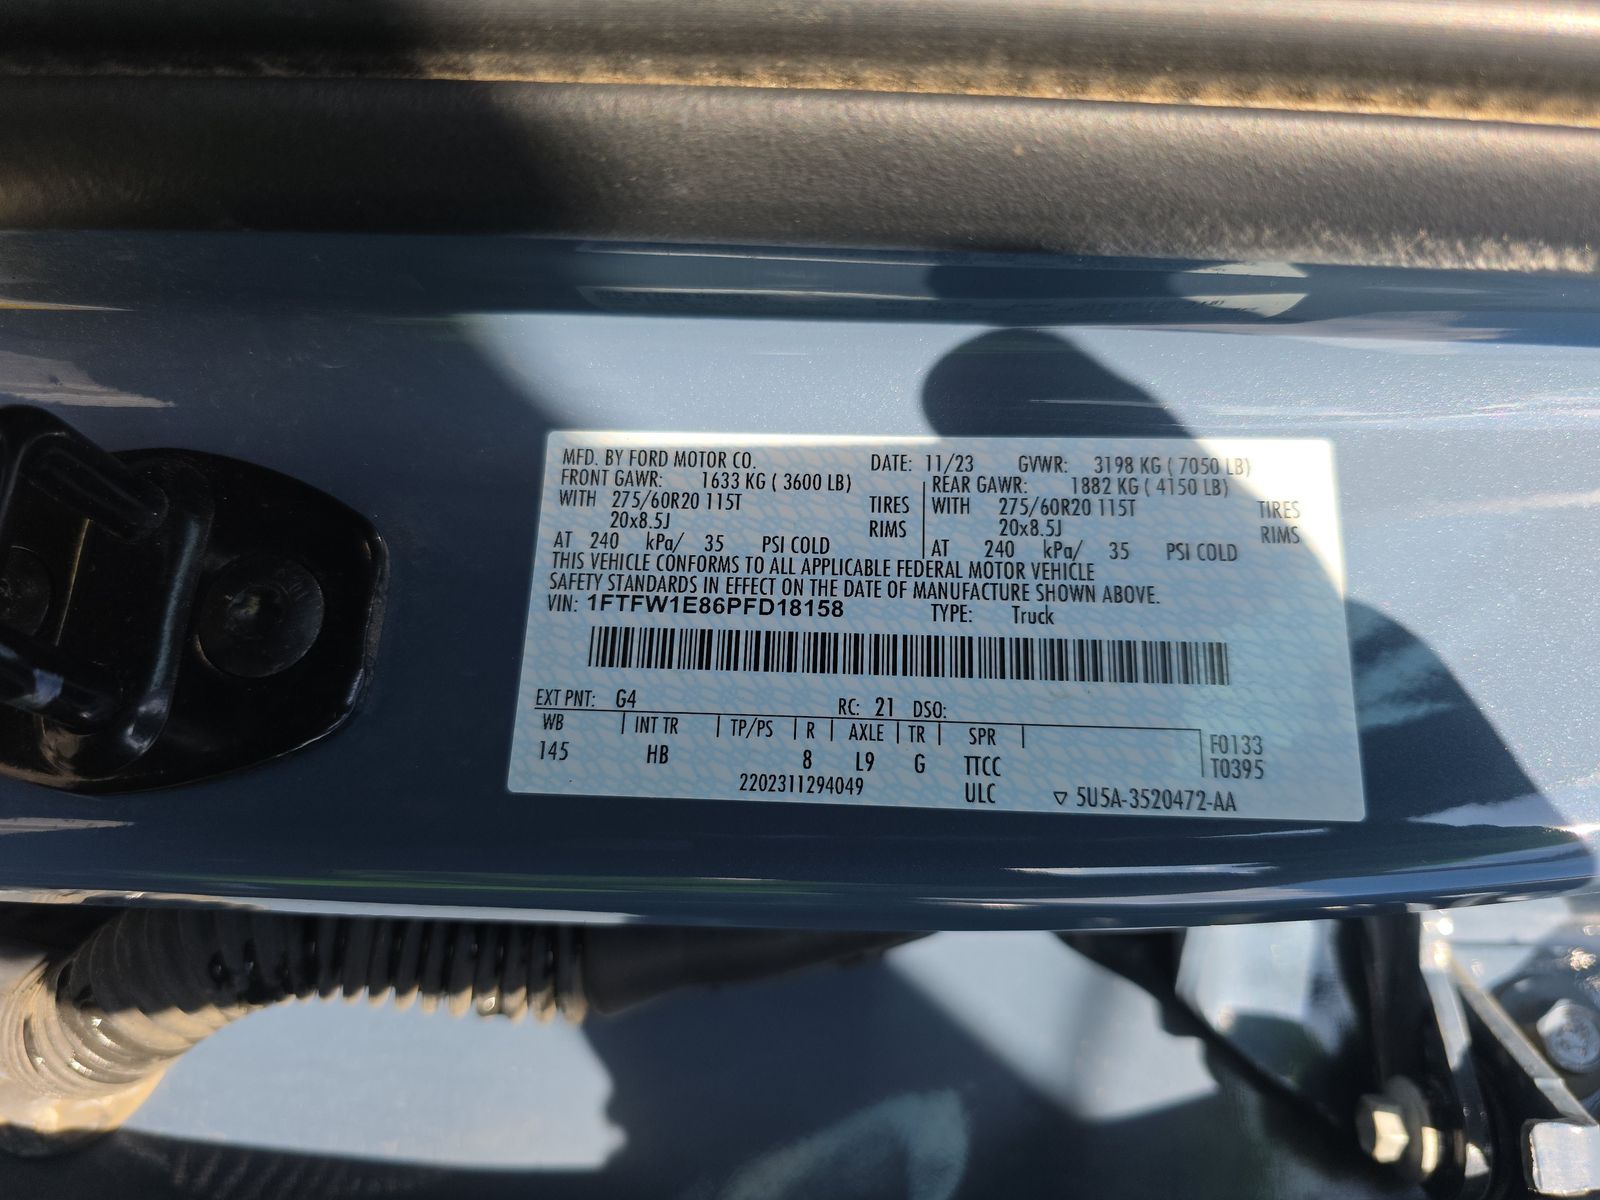 MFD. BY FORD MOTOR CO. DATE: 11/23 GVWR: 3198 KG ( 7050 LB)
FRONT GAWR: 1633 KG ( 3600 LB) REAR GAWR: 1882 KG ( 4150 LB)
WITH 275/60R20 115T TIRES WITH 275/60R20 115T TIRES
20x8.5J RIMS 20x8.5J RIMS
AT 240 kPa/ 35 PSI COLD AT 240 kPa/ 35 PSI COLD
THIS VEHICLE CONFORMS TO ALL APPLICABLE FEDERAL MOTOR VEHICLE
SAFETY STANDARDS IN EFFECT ON THE DATE OF MANUFACTURE SHOWN ABOVE.
VIN: 1FTFW1E86PFD18158 TYPE: Truck
EXT PNT: G4 RC: 21 DSO:
WB INT TR TP/PS R AXLE TR SPR F0133
145 HB 8 L9 G TTCC T0395
2202311294049 ULC ▽ 5U5A-3520472-AA